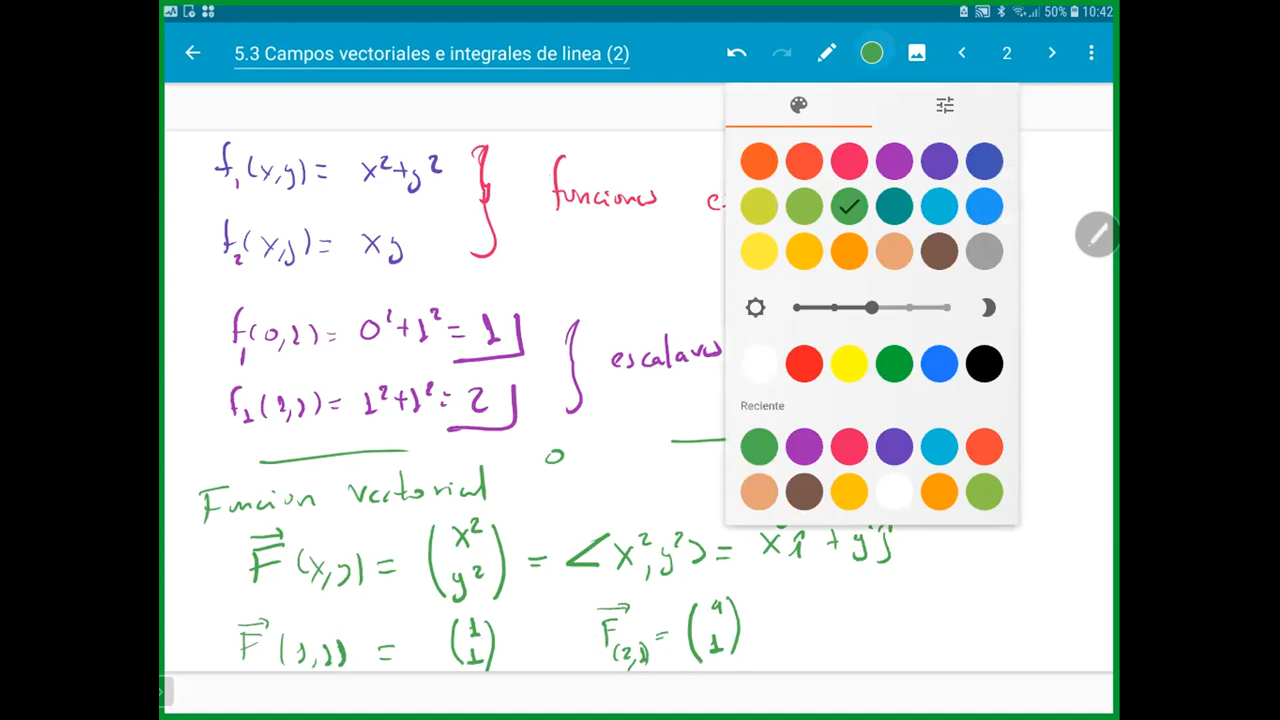 50% 10:42
5.3 Campos vectoriales e integrales de linea (2)
2
f₁(x,y) = x²+y²
funciones
f₂(x,y) = xy
f₁(0,1) = 0²+1² = 1
escalares
f₁(1,1) = 1²+1² = 2
Reciente
0
Funcion vectorial
F(x,y) = (x² y²) = <x², y²> = x²i + y²j
F(1,1) = (1 1)
F(2,1) = (4 1)